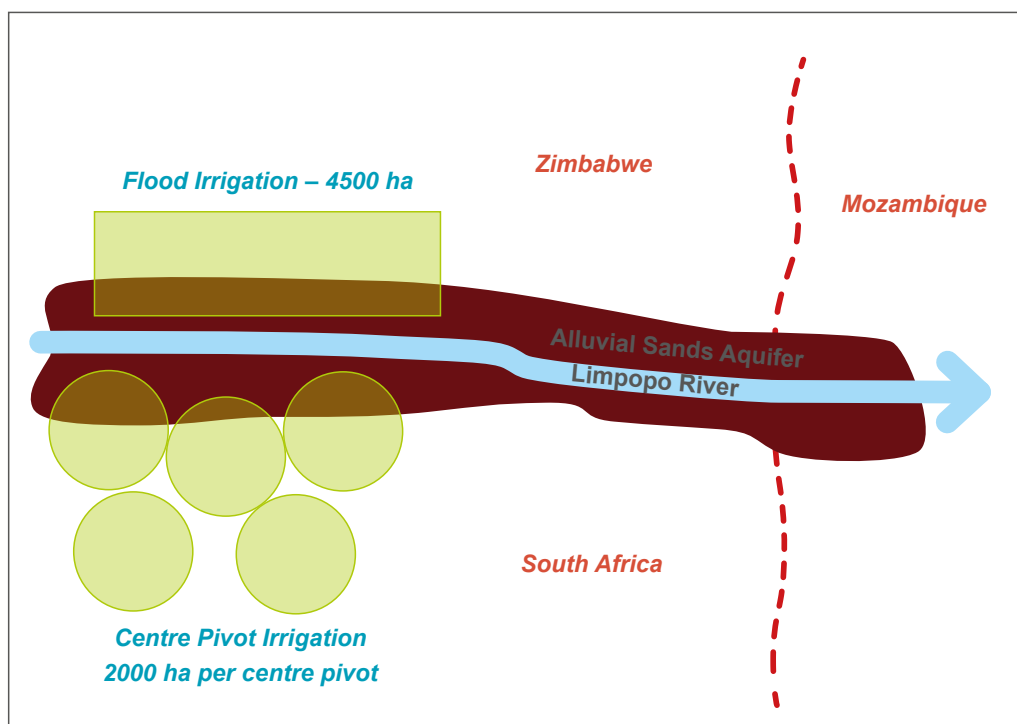 Zimbabwe
Flood Irrigation – 4500 ha
Mozambique
Alluvial Sands Aquifer
Limpopo River
South Africa
Centre Pivot Irrigation
2000 ha per centre pivot